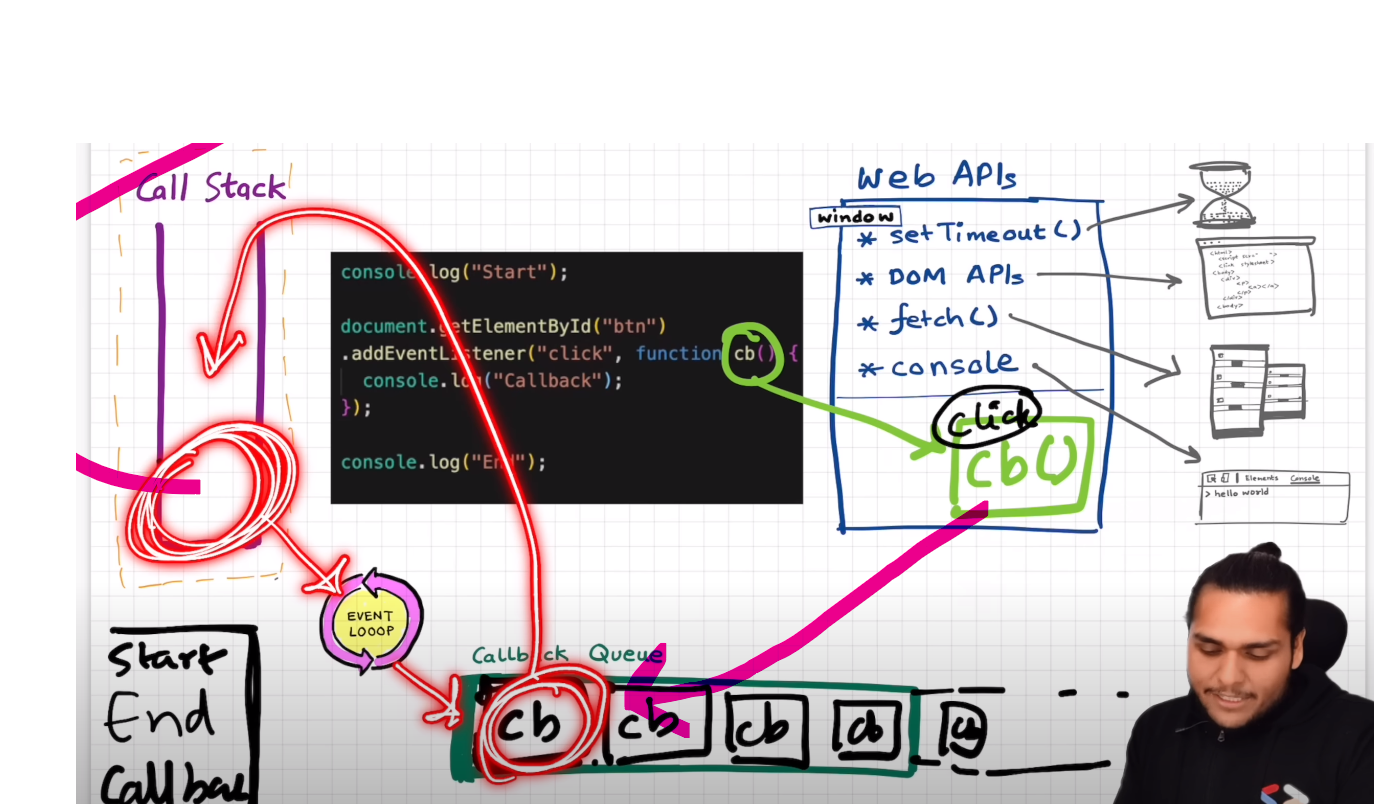 Call Stack
console.log("Start");
document.getElementById("btn")
.addEventListener("click", function cb() {
console.log("Callback");
});
console.log("End");
Web APIs
window
* setTimeout()
* DOM APIs
* fetch()
* console
click
cb()
Elements Console
> hello world
EVENT
LOOOP
Start
End
Callbac
Callback Queue
cb cb cb cb cb